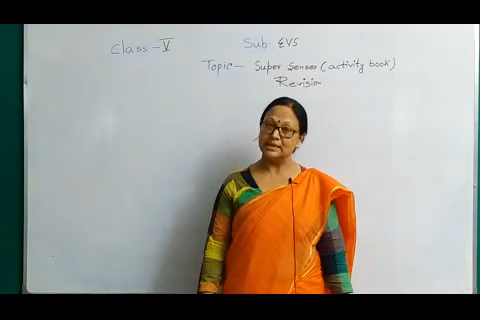 Class - V Sub- EVS
Topic - Super Senses (activity book)
Revision